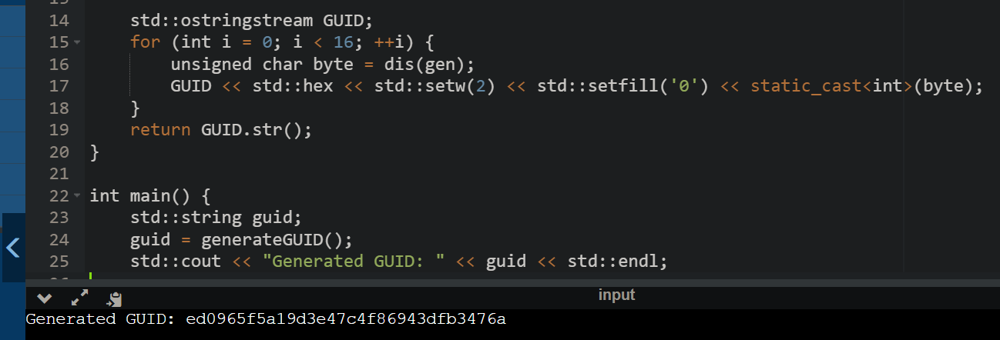 14 std::ostringstream GUID;
15 for (int i = 0; i < 16; ++i) {
16 unsigned char byte = dis(gen);
17 GUID << std::hex << std::setw(2) << std::setfill('0') << static_cast<int>(byte);
18 }
19 return GUID.str();
20 }
21
22 int main() {
23 std::string guid;
24 guid = generateGUID();
25 std::cout << "Generated GUID: " << guid << std::endl;
input
Generated GUID: ed0965f5a19d3e47c4f86943dfb3476a